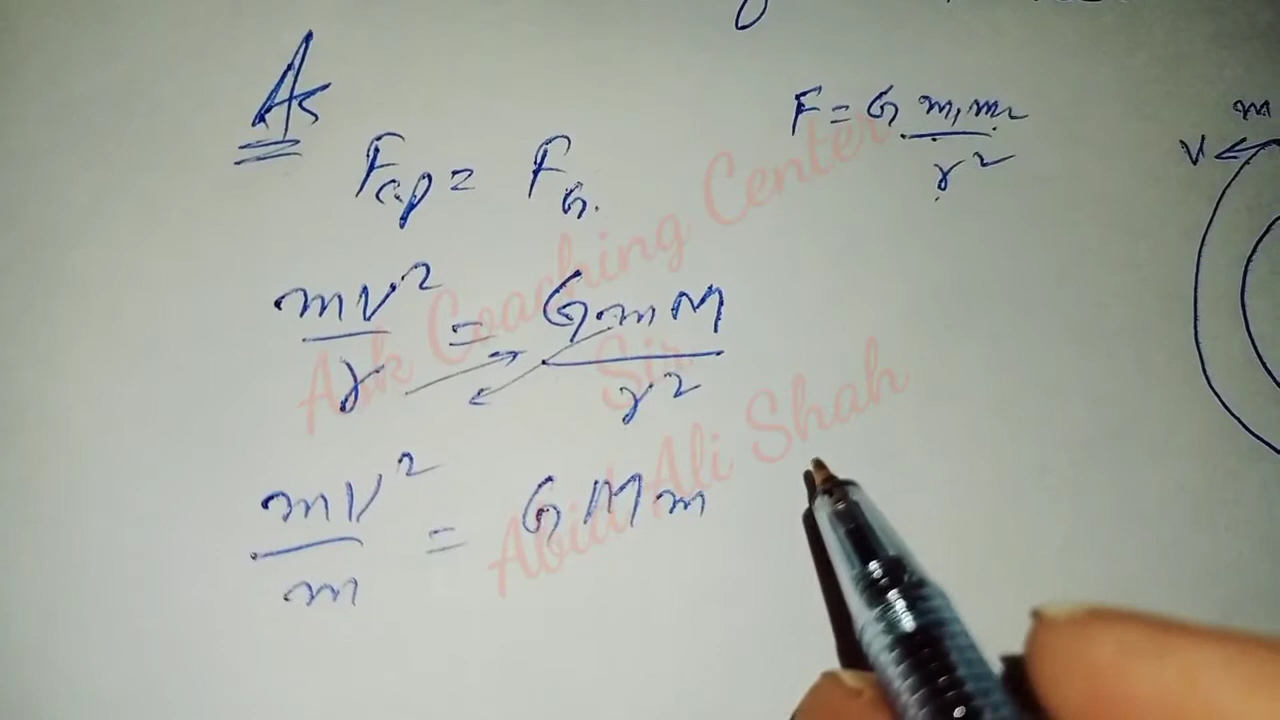 As
F = G m₁m₂
r²
m
V
Fcp = FG.
mv² = GmM
r r²
mv² = GMm
m
Ask Coaching Center
Sir
Abid Ali Shah